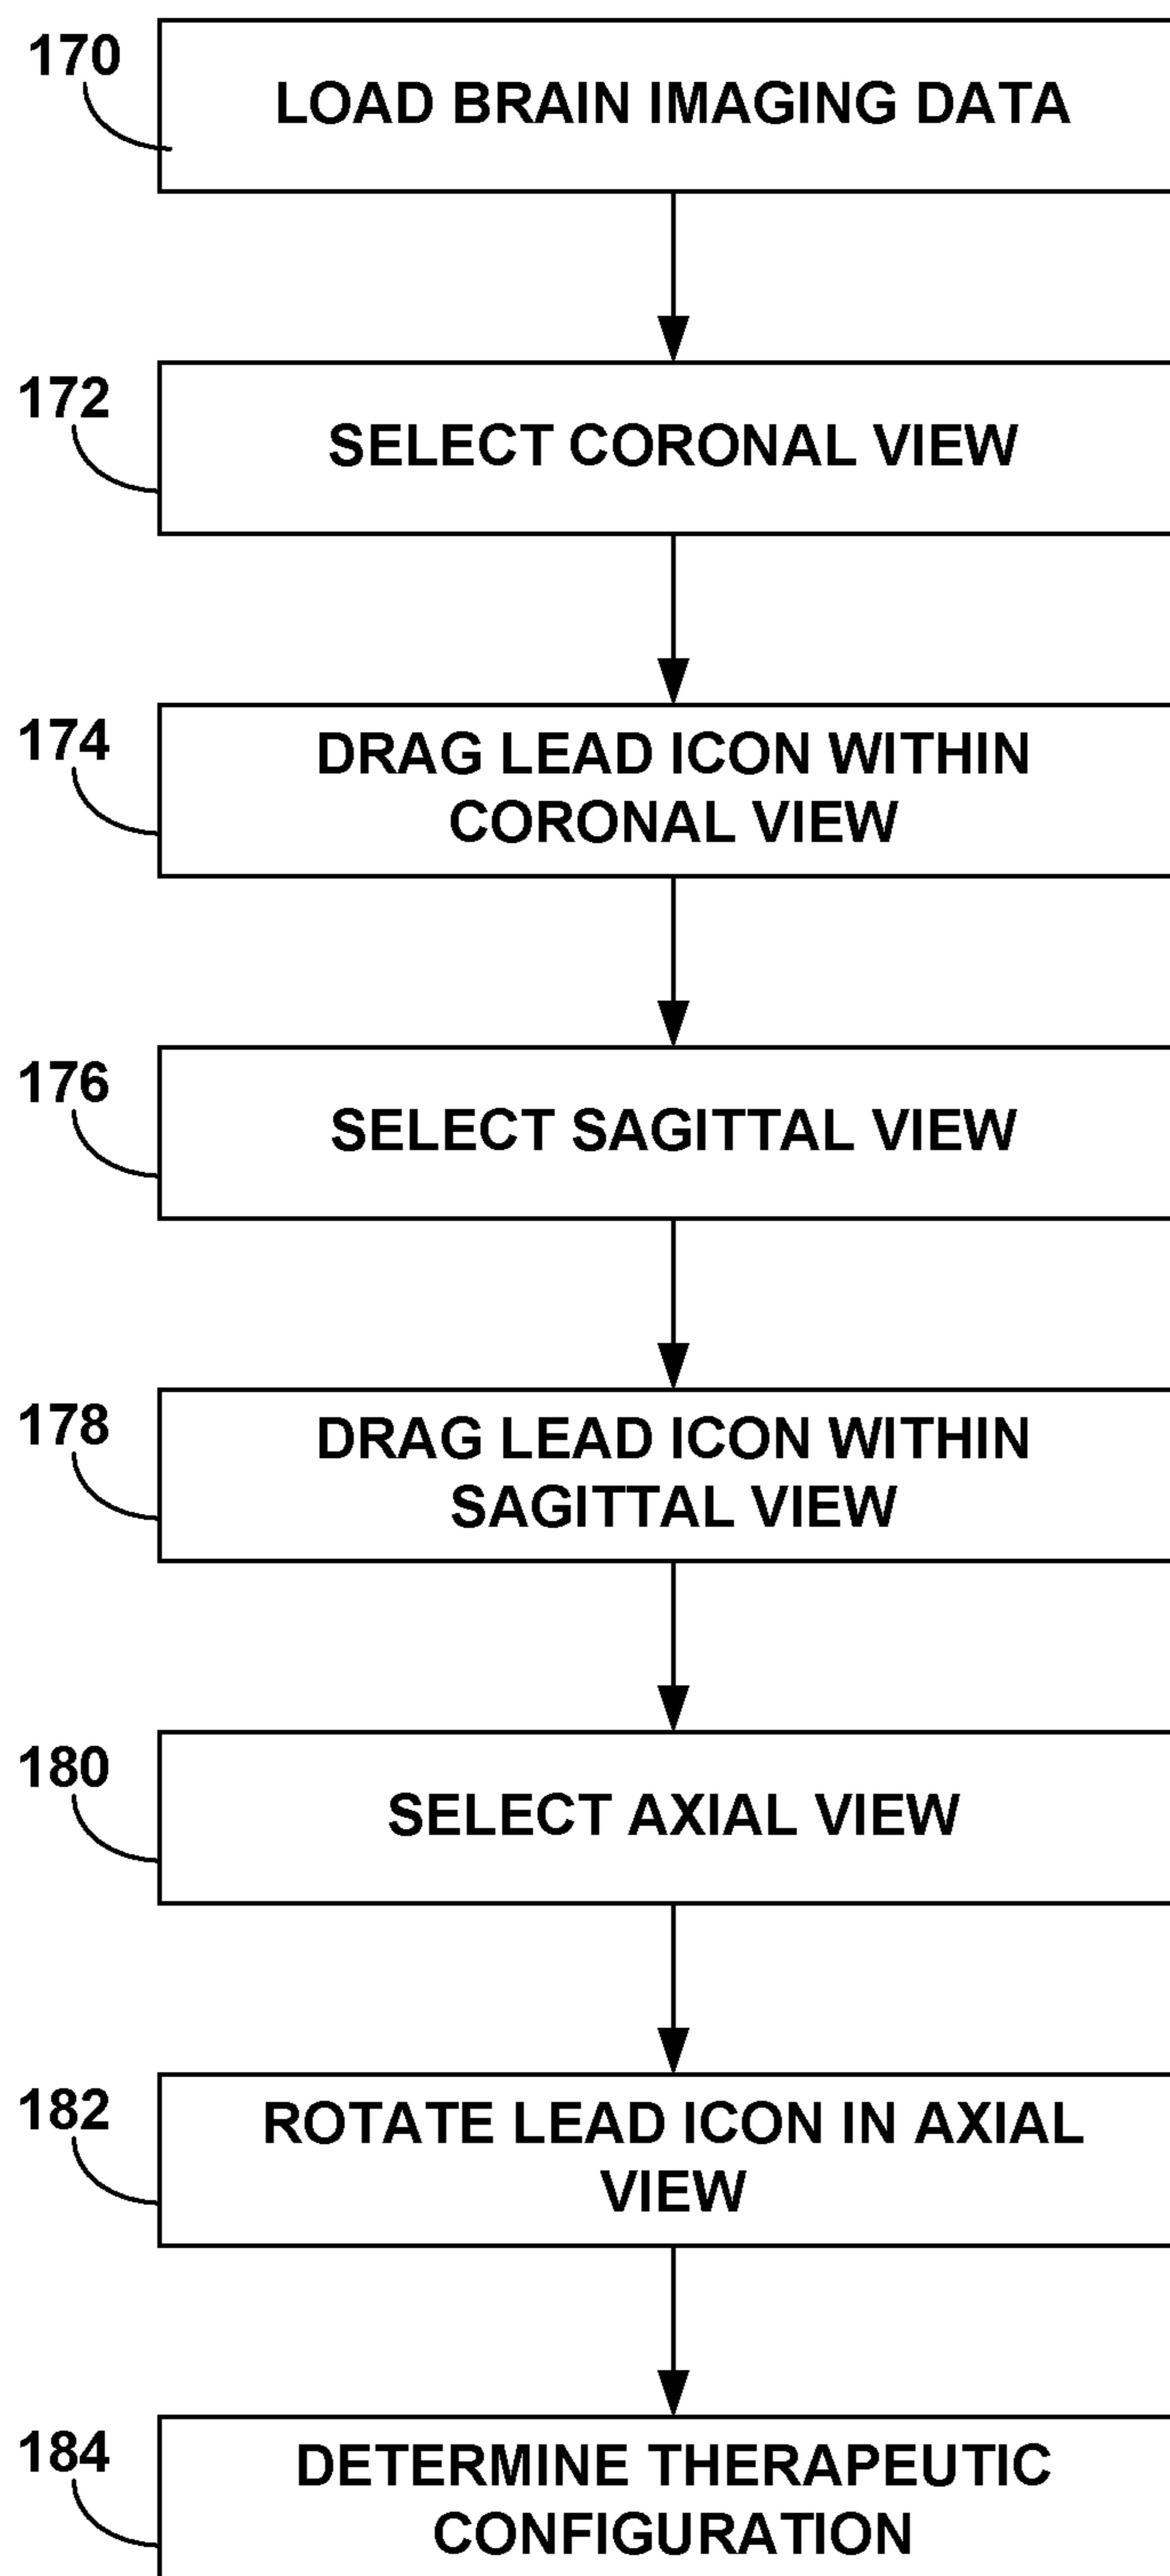 170
LOAD BRAIN IMAGING DATA
172
SELECT CORONAL VIEW
174
DRAG LEAD ICON WITHIN
CORONAL VIEW
176
SELECT SAGITTAL VIEW
178
DRAG LEAD ICON WITHIN
SAGITTAL VIEW
180
SELECT AXIAL VIEW
182
ROTATE LEAD ICON IN AXIAL
VIEW
184
DETERMINE THERAPEUTIC
CONFIGURATION